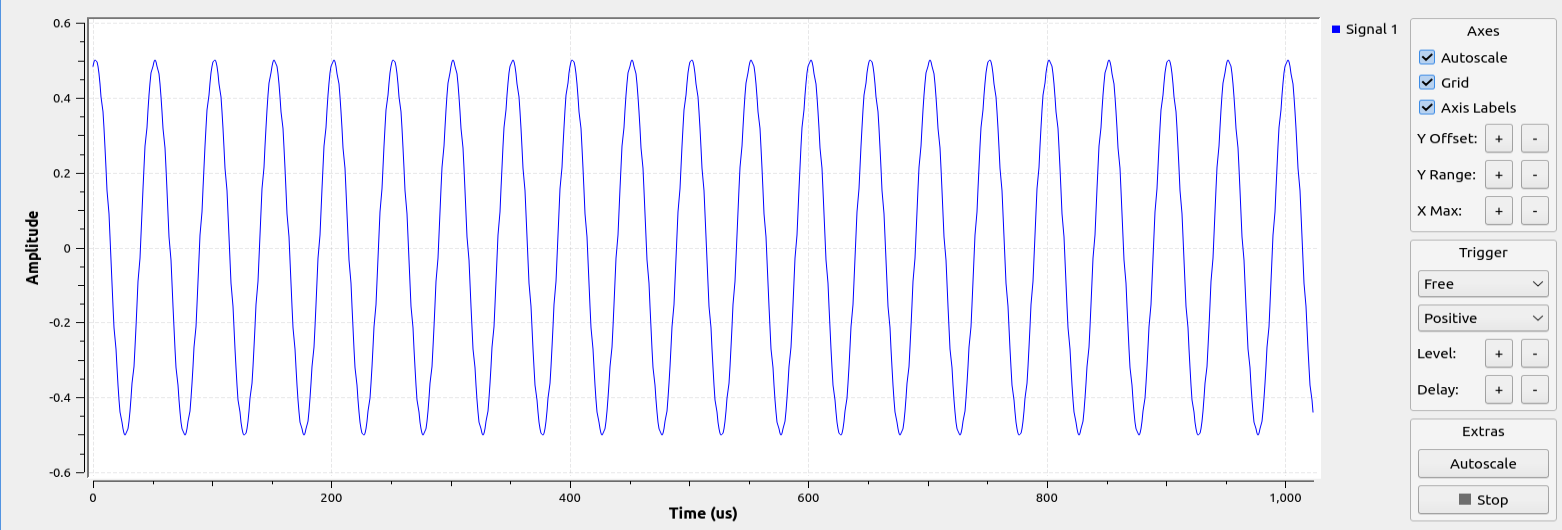 0.6
0.4
0.2
0
-0.2
-0.4
-0.6
Amplitude
0 200 400 600 800 1,000
Time (us)
Signal 1
Axes
Autoscale
Grid
Axis Labels
Y Offset: + -
Y Range: + -
X Max: + -
Trigger
Free
Positive
Level: + -
Delay: + -
Extras
Autoscale
Stop